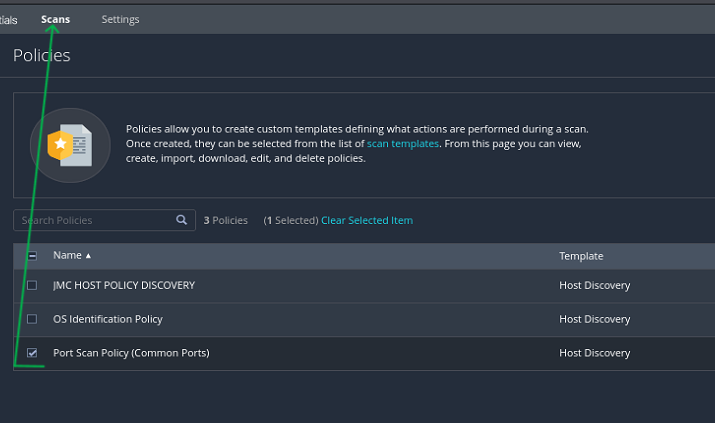 tials Scans Settings
Policies
Policies allow you to create custom templates defining what actions are performed during a scan.
Once created, they can be selected from the list of scan templates. From this page you can view,
create, import, download, edit, and delete policies.
Search Policies 3 Policies (1 Selected) Clear Selected Item
Name Template
JMC HOST POLICY DISCOVERY Host Discovery
OS Identification Policy Host Discovery
Port Scan Policy (Common Ports) Host Discovery